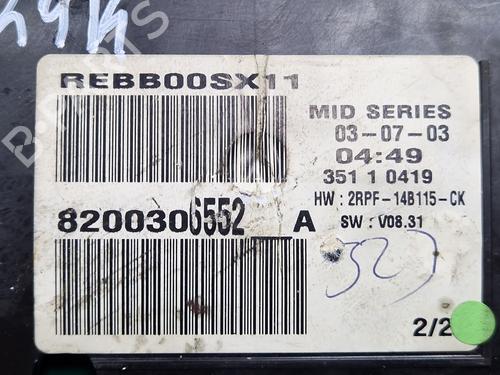 REBB00SX11
MID SERIES
03-07-03
04:49
351 1 0419
HW : 2RPF-14B115-CK
8200306552__A
SW : V08.31
2/2